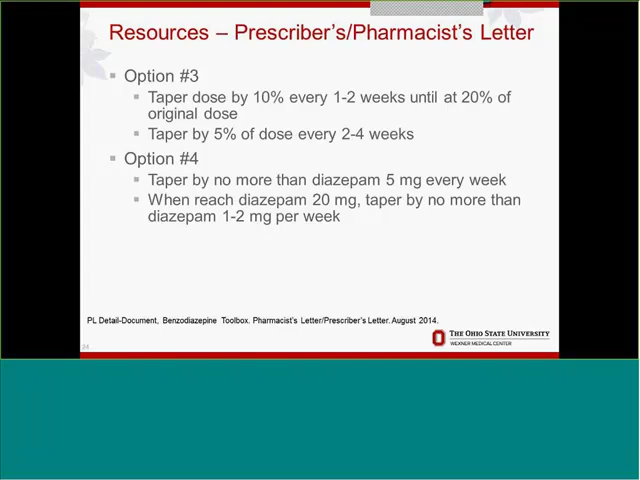 Resources – Prescriber's/Pharmacist's Letter
Option #3
Taper dose by 10% every 1-2 weeks until at 20% of
original dose
Taper by 5% of dose every 2-4 weeks
Option #4
Taper by no more than diazepam 5 mg every week
When reach diazepam 20 mg, taper by no more than
diazepam 1-2 mg per week
PL Detail-Document, Benzodiazepine Toolbox. Pharmacist's Letter/Prescriber's Letter. August 2014.
THE OHIO STATE UNIVERSITY
WEXNER MEDICAL CENTER
24